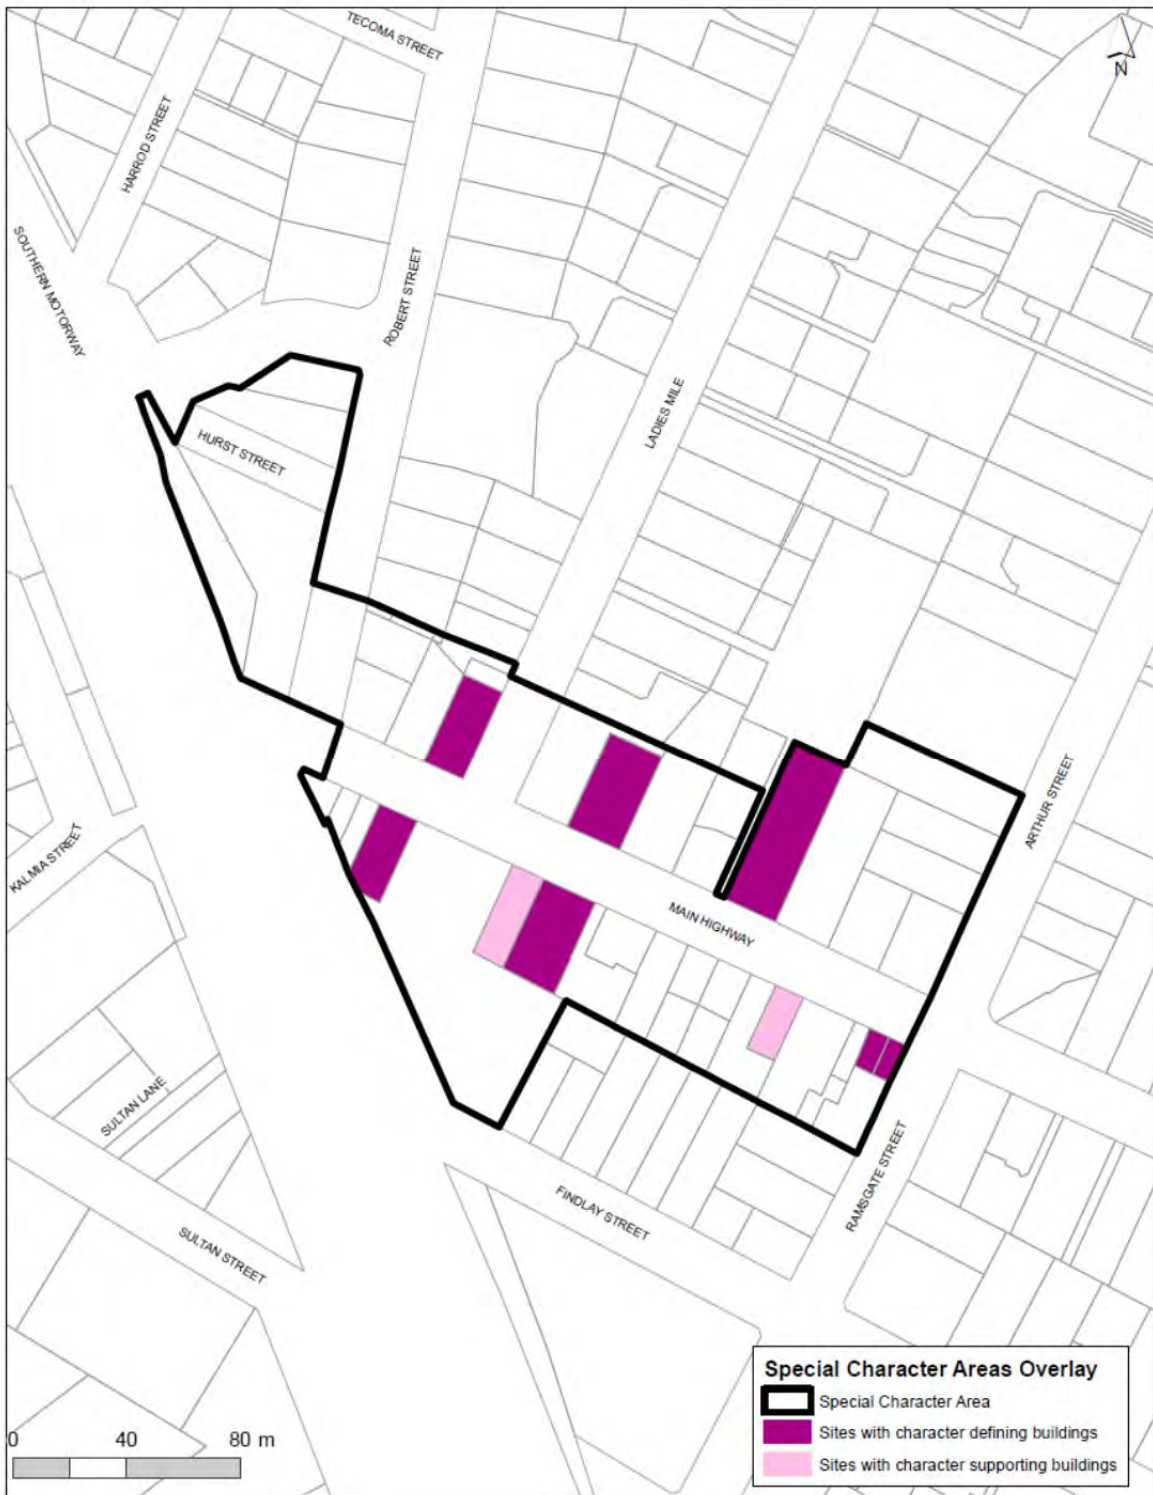 TECOMA STREET
N
HARROD STREET
SOUTHERN MOTORWAY
ROBERT STREET
LADIES MILE
HURST STREET
ARTHUR STREET
KALMIA STREET
MAIN HIGHWAY
SULTAN LANE
RAMSGATE STREET
FINDLAY STREET
SULTAN STREET
Special Character Areas Overlay
Special Character Area
Sites with character defining buildings
Sites with character supporting buildings
0 40 80 m